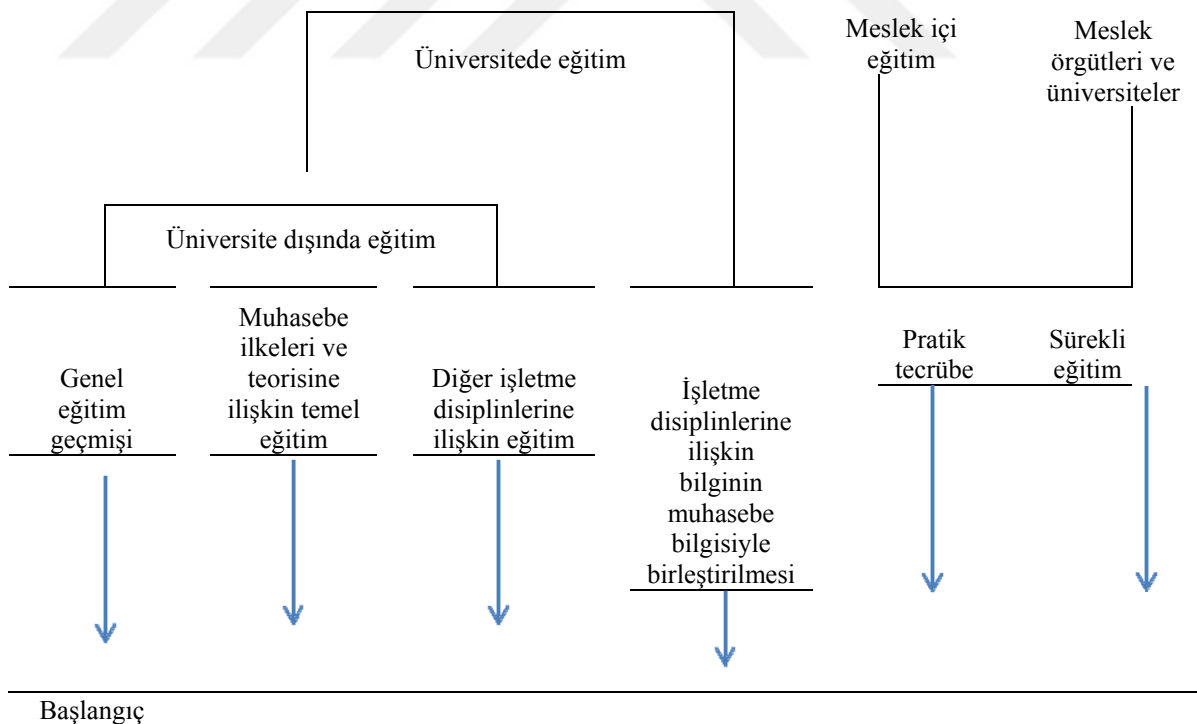 Üniversitede eğitim
Meslek içi
eğitim
Meslek
örgütleri ve
üniversiteler
Üniversite dışında eğitim
Genel
eğitim
geçmişi
Muhasebe
ilkeleri ve
teorisine
ilişkin temel
eğitim
Diğer işletme
disiplinlerine
ilişkin eğitim
İşletme
disiplinlerine
ilişkin
bilginin
muhasebe
bilgisiyle
birleştirilmesi
Pratik
tecrübe
Sürekli
eğitim
Başlangıç